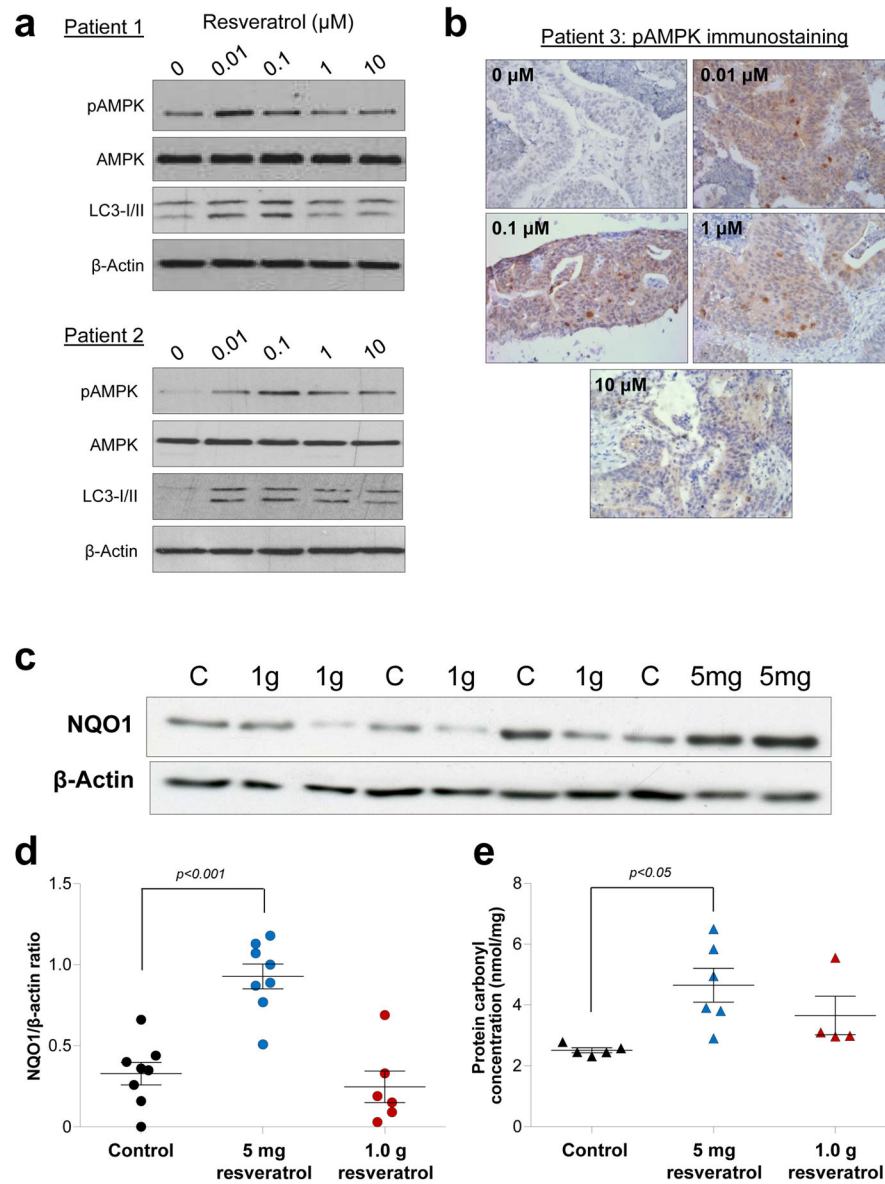 a
Patient 1
Resveratrol (µM)
0 0.01 0.1 1 10
pAMPK
AMPK
LC3-I/II
β-Actin
Patient 2
0 0.01 0.1 1 10
pAMPK
AMPK
LC3-I/II
β-Actin
b
Patient 3: pAMPK immunostaining
0 µM
0.01 µM
0.1 µM
1 µM
10 µM
c
C 1g 1g C 1g C 1g C 5mg 5mg
NQO1
β-Actin
d
p<0.001
NQO1/β-actin ratio
1.5
1.0
0.5
0
Control
5 mg
resveratrol
1.0 g
resveratrol
e
p<0.05
Protein carbonyl
concentration (nmol/mg)
8
6
4
2
0
Control
5 mg
resveratrol
1.0 g
resveratrol